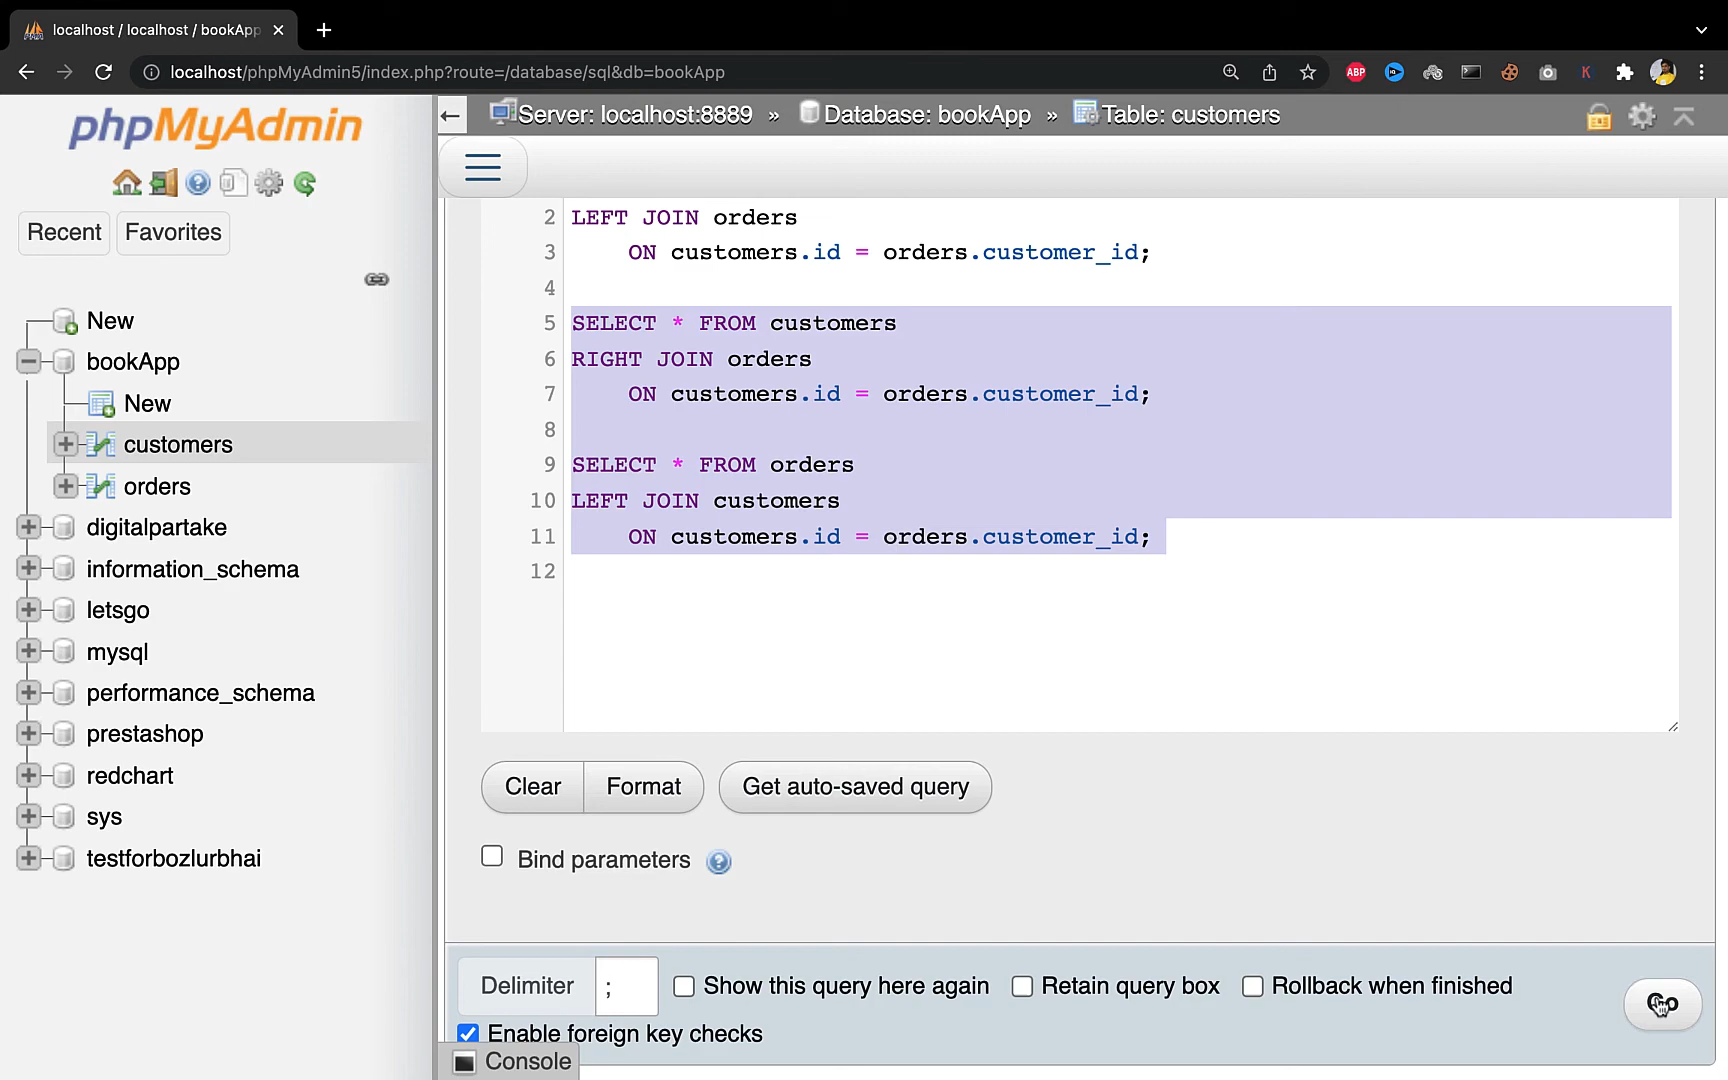 localhost / localhost / bookApp
localhost/phpMyAdmin5/index.php?route=/database/sql&db=bookApp
ABP
K
phpMyAdmin
Server: localhost:8889 » Database: bookApp » Table: customers
Recent
Favorites
New
bookApp
New
customers
orders
digitalpartake
information_schema
letsgo
mysql
performance_schema
prestashop
redchart
sys
testforbozlurbhai
2 LEFT JOIN orders
3 ON customers.id = orders.customer_id;
4
5 SELECT * FROM customers
6 RIGHT JOIN orders
7 ON customers.id = orders.customer_id;
8
9 SELECT * FROM orders
10 LEFT JOIN customers
11 ON customers.id = orders.customer_id;
12
Clear
Format
Get auto-saved query
Bind parameters
Delimiter ;
Show this query here again
Retain query box
Rollback when finished
Go
Enable foreign key checks
Console